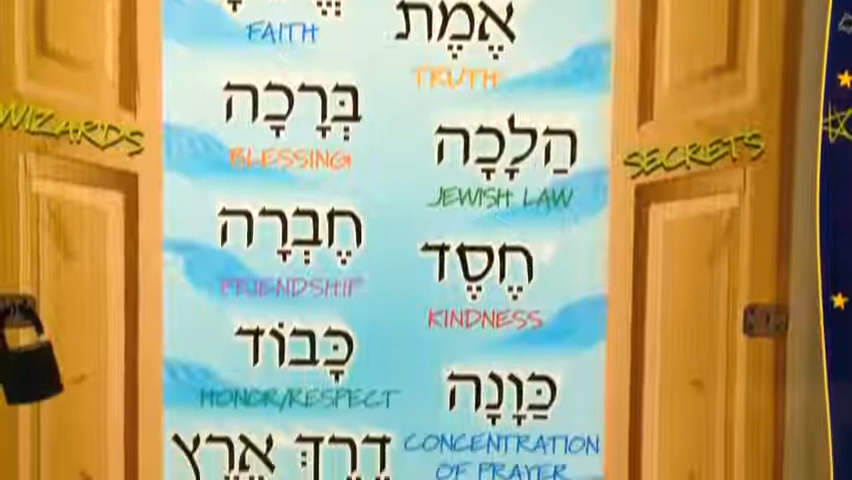 FAITH
אֱמֶת
TRUTH
בְּרָכָה
BLESSING
הַלָכָה
JEWISH LAW
חֶבְרָה
FRIENDSHIP
חֶסֶד
KINDNESS
כָּבוֹד
HONOR/RESPECT
כַּוָנָה
CONCENTRATION
OF PRAYER
דֶרֶךְ אֶרֶץ
WIZARDS
SECRETS